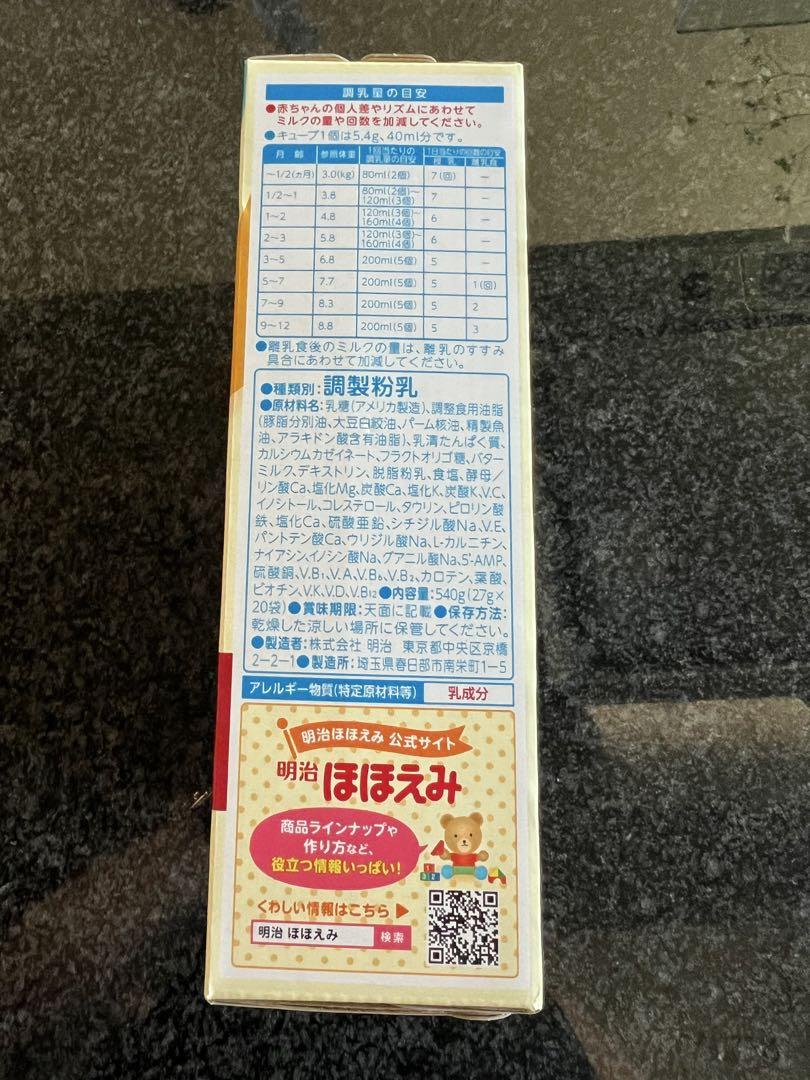 調乳量の目安
●赤ちゃんの個人差やリズムにあわせて
ミルクの量や回数を加減してください。
●キューブ1個は5.4g、40ml分です。
月齢 参照体重 1回当たりの調乳量の目安 1日当たりの回数の目安 授乳 離乳食
～1/2(カ月) 3.0(kg) 80ml(2個) 7(回) —
1/2～1 3.8 80ml(2個)～120ml(3個) 7 —
1～2 4.8 120ml(3個)～160ml(4個) 6 —
2～3 5.8 120ml(3個)～160ml(4個) 6 —
3～5 6.8 200ml(5個) 5 —
5～7 7.7 200ml(5個) 5 1(回)
7～9 8.3 200ml(5個) 5 2
9～12 8.8 200ml(5個) 5 3
●離乳食後のミルクの量は、離乳のすすみ
具合にあわせて加減してください。
●種類別:調製粉乳
●原材料名:乳糖(アメリカ製造)、調整食用油脂
(豚脂分別油、大豆白絞油、パーム核油、精製魚
油、アラキドン酸含有油脂)、乳清たんぱく質、
カルシウムカゼイネート、フラクトオリゴ糖、バター
ミルク、デキストリン、脱脂粉乳、食塩、酵母／
リン酸Ca、塩化Mg、炭酸Ca、塩化K、炭酸K、V.C、
イノシトール、コレステロール、タウリン、ピロリン酸
鉄、塩化Ca、硫酸亜鉛、シチジル酸Na、V.E、
パントテン酸Ca、ウリジル酸Na、L-カルニチン、
ナイアシン、イノシン酸Na、グアニル酸Na、5'-AMP、
硫酸銅、V.B₁、V.A、V.B₆、V.B₂、カロテン、葉酸、
ビオチン、V.K、V.D、V.B₁₂●内容量:540g(27g×
20袋)●賞味期限:天面に記載●保存方法:
乾燥した涼しい場所に保管してください。
●製造者:株式会社 明治 東京都中央区京橋
2−2−1●製造所:埼玉県春日部市南栄町1−5
アレルギー物質(特定原材料等) 乳成分
明治ほほえみ 公式サイト
明治 ほほえみ
商品ラインナップや
作り方など、
役立つ情報いっぱい!
くわしい情報はこちら▶
明治 ほほえみ 検索